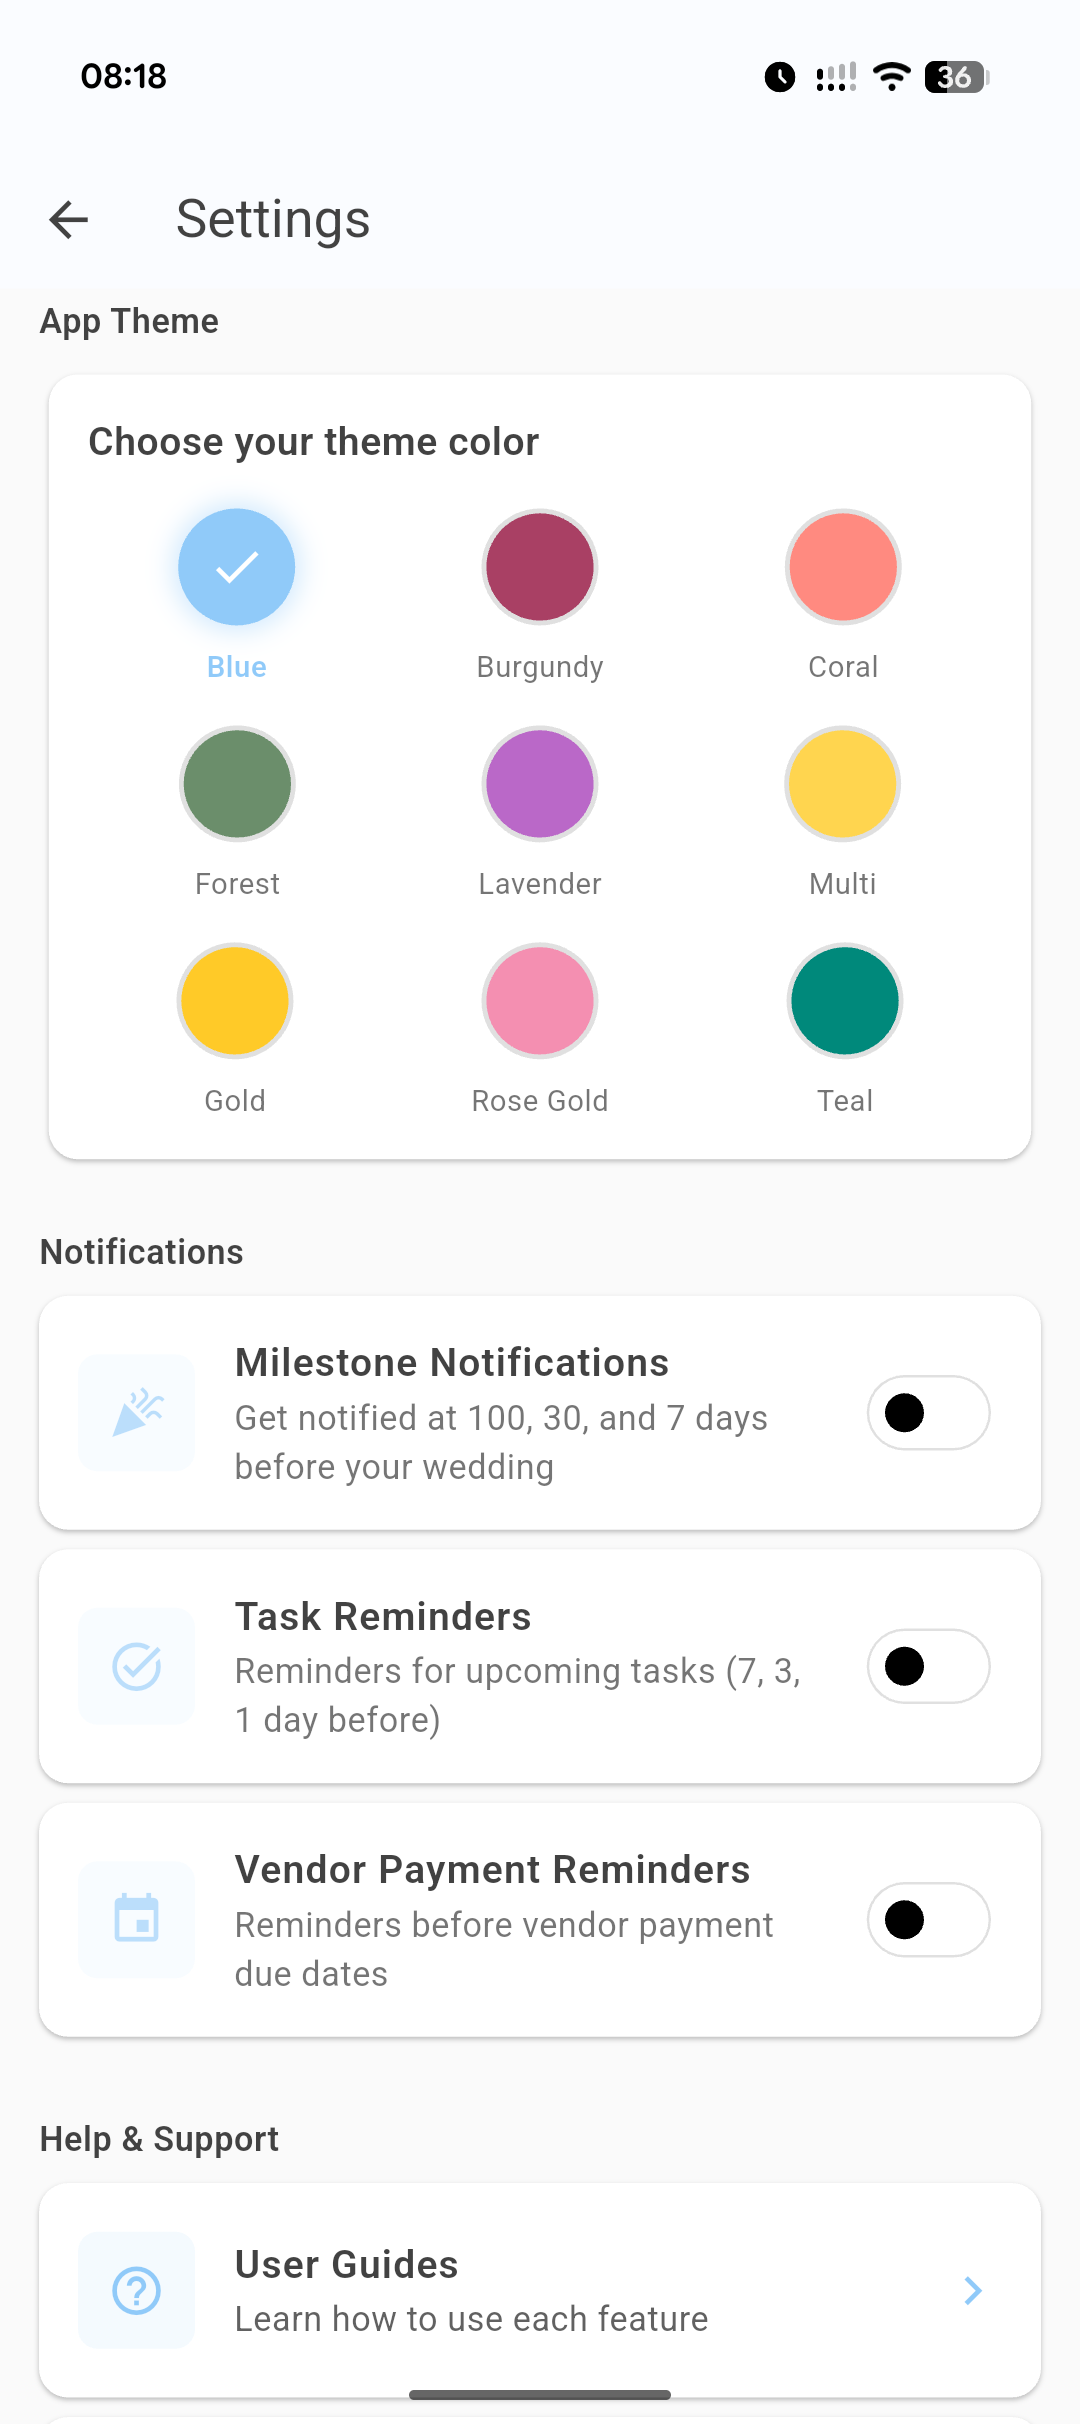 08:18
36
Settings
App Theme
Choose your theme color
Blue
Burgundy
Coral
Forest
Lavender
Multi
Gold
Rose Gold
Teal
Notifications
Milestone Notifications
Get notified at 100, 30, and 7 days
before your wedding
Task Reminders
Reminders for upcoming tasks (7, 3,
1 day before)
Vendor Payment Reminders
Reminders before vendor payment
due dates
Help & Support
User Guides
Learn how to use each feature